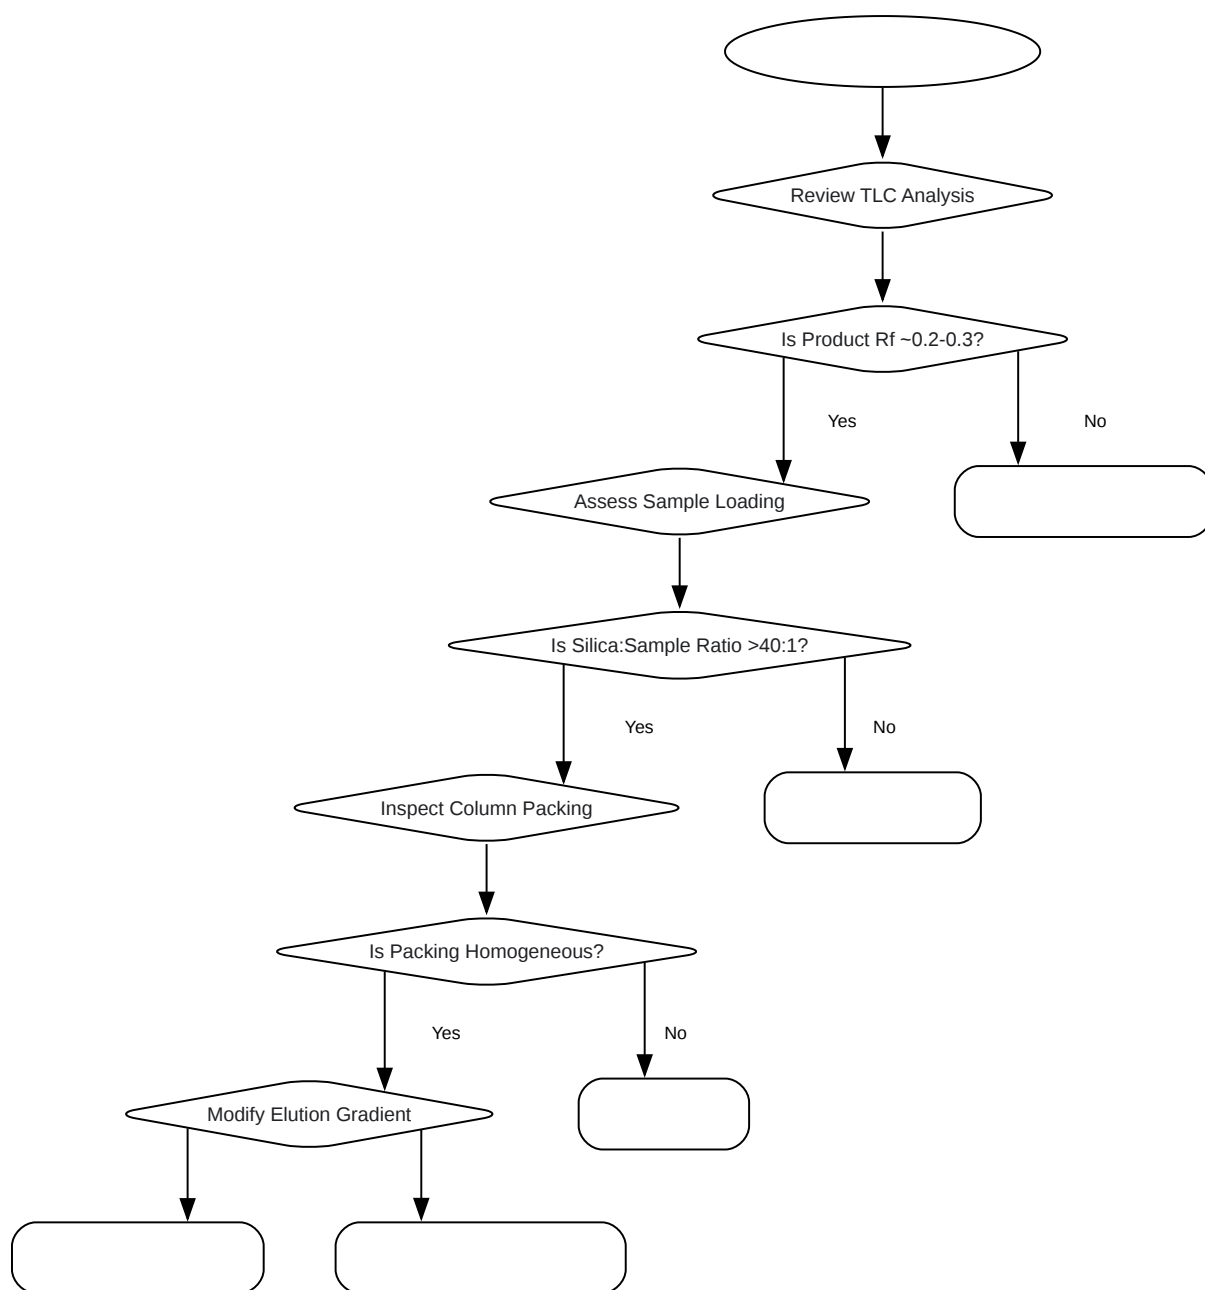 Review TLC Analysis
Is Product Rf ~0.2-0.3?
Yes
No
Assess Sample Loading
Is Silica:Sample Ratio >40:1?
Yes
No
Inspect Column Packing
Is Packing Homogeneous?
Yes
No
Modify Elution Gradient